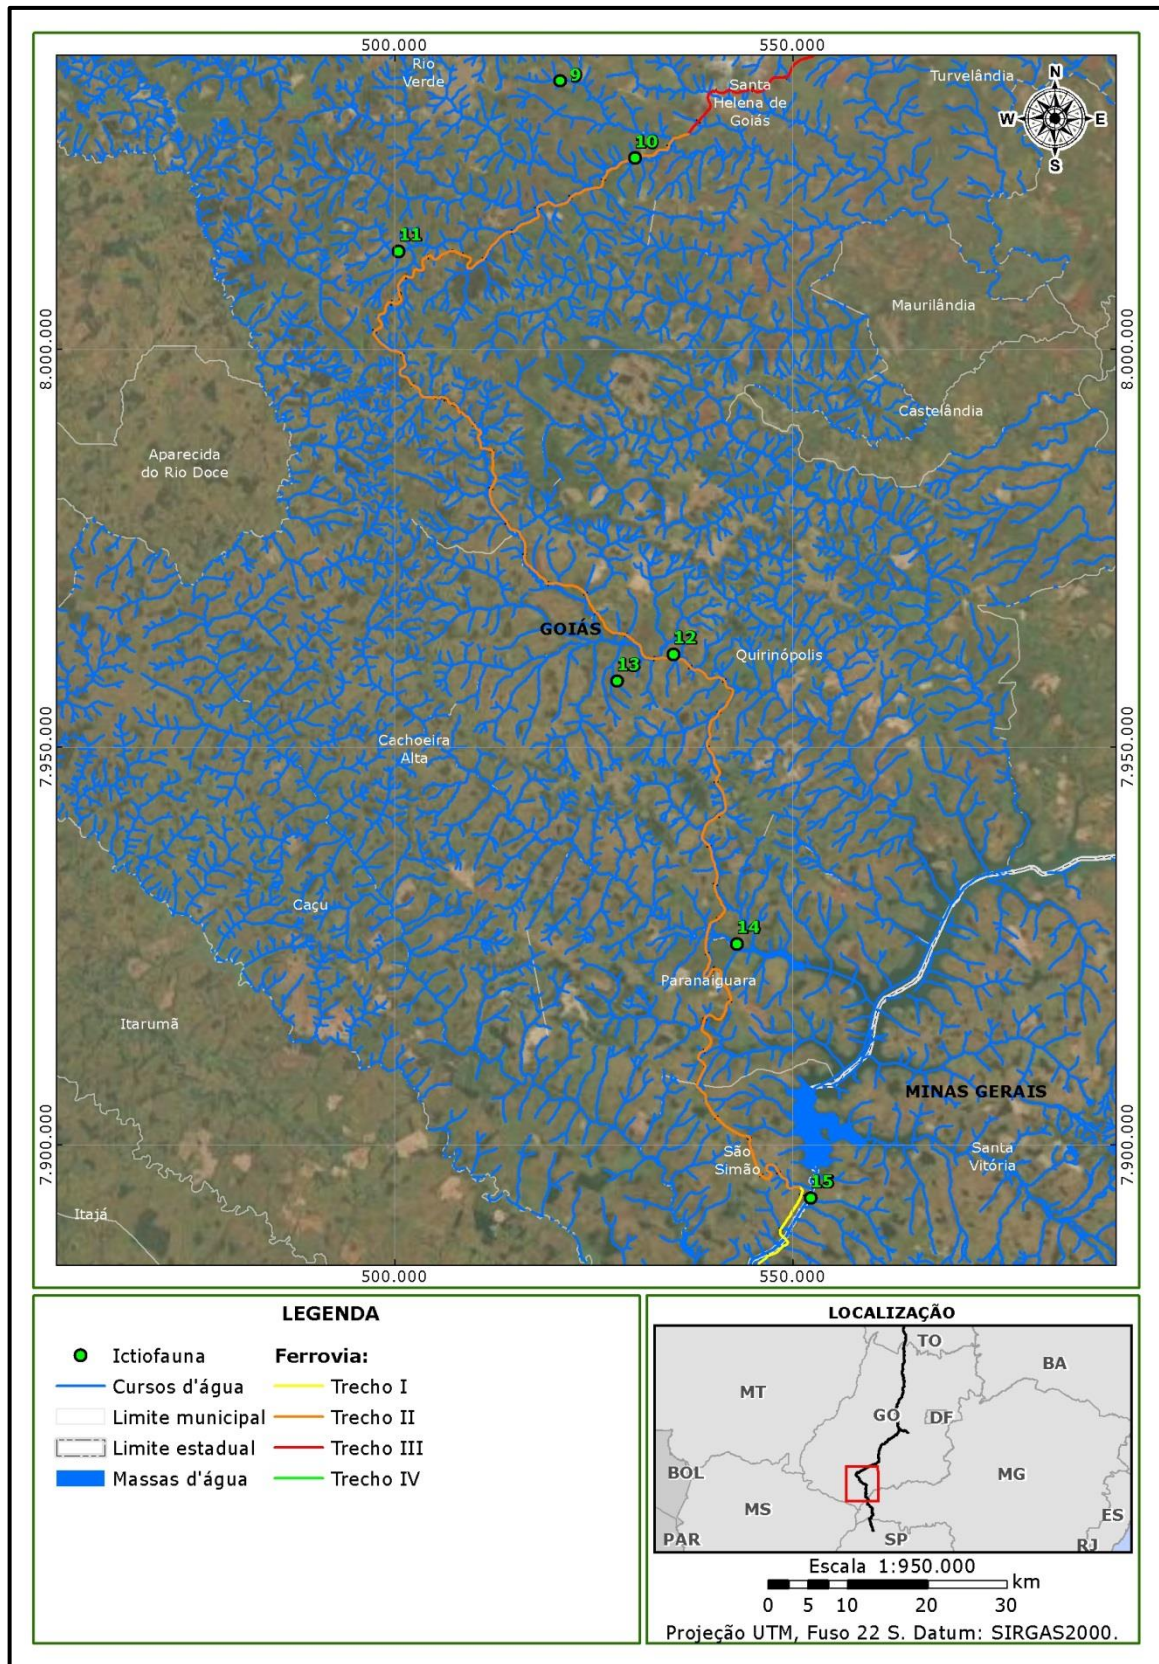 500.000
550.000
Rio
Verde
9
Santa
Helena de
Goiás
Turvelândia
N
W
E
S
10
11
Maurilândia
8.000.000
8.000.000
Castelândia
Aparecida
do Rio Doce
GOIÁS
12
13
Quirinópolis
Cachoeira
Alta
7.950.000
7.950.000
Caçu
14
Paranaiguara
Itarumã
MINAS GERAIS
7.900.000
7.900.000
São
Simão
Santa
Vitória
15
Itajá
500.000
550.000
LEGENDA
Ictiofauna
Cursos d'água
Limite municipal
Limite estadual
Massas d'água
Ferrovia:
Trecho I
Trecho II
Trecho III
Trecho IV
LOCALIZAÇÃO
TO
BA
MT
GO
DF
BOL
MG
MS
ES
PAR
SP
RJ
Escala 1:950.000
km
0 5 10 20 30
Projeção UTM, Fuso 22 S. Datum: SIRGAS2000.